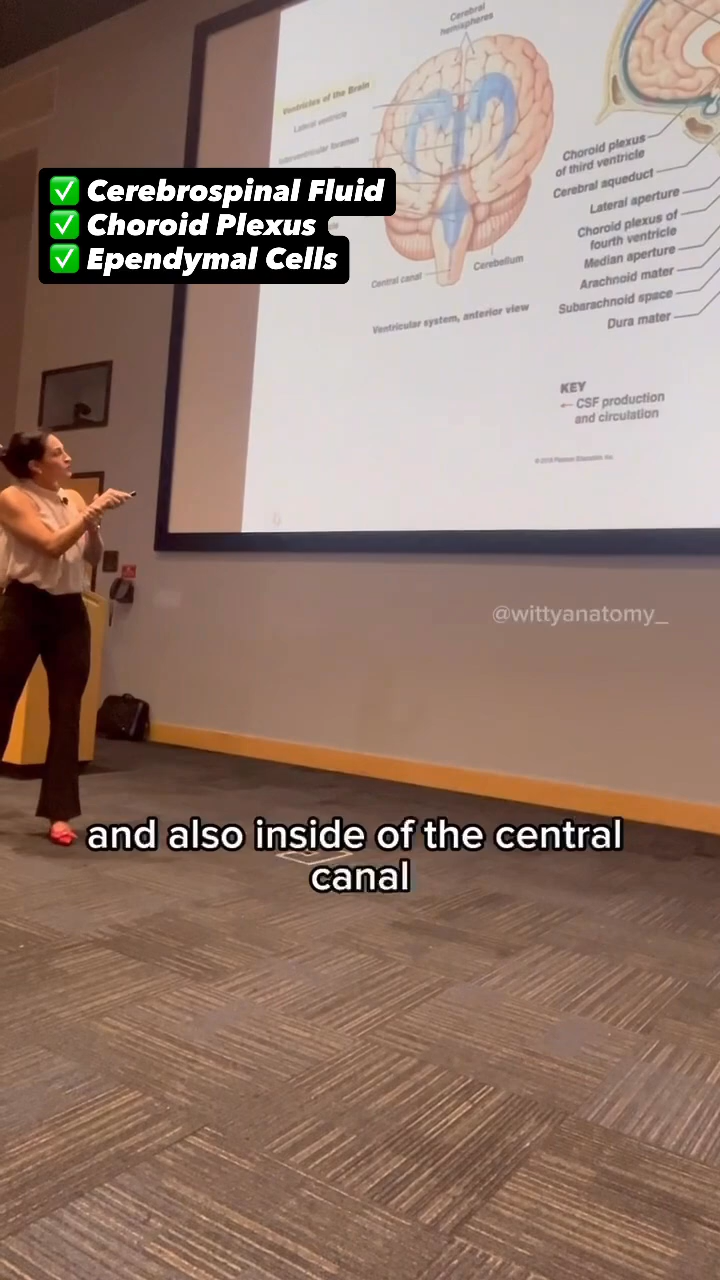 Cerebral
hemispheres
Ventricles of the Brain
Lateral ventricle
Interventricular foramen
✅ Cerebrospinal Fluid
✅ Choroid Plexus
✅ Ependymal Cells
Central canal
Cerebellum
Ventricular system, anterior view
Choroid plexus
of third ventricle
Cerebral aqueduct
Lateral aperture
Choroid plexus of
fourth ventricle
Median aperture
Arachnoid mater
Subarachnoid space
Dura mater
KEY
← CSF production
and circulation
Pearson Education, Inc.
@wittyanatomy_
and also inside of the central
canal